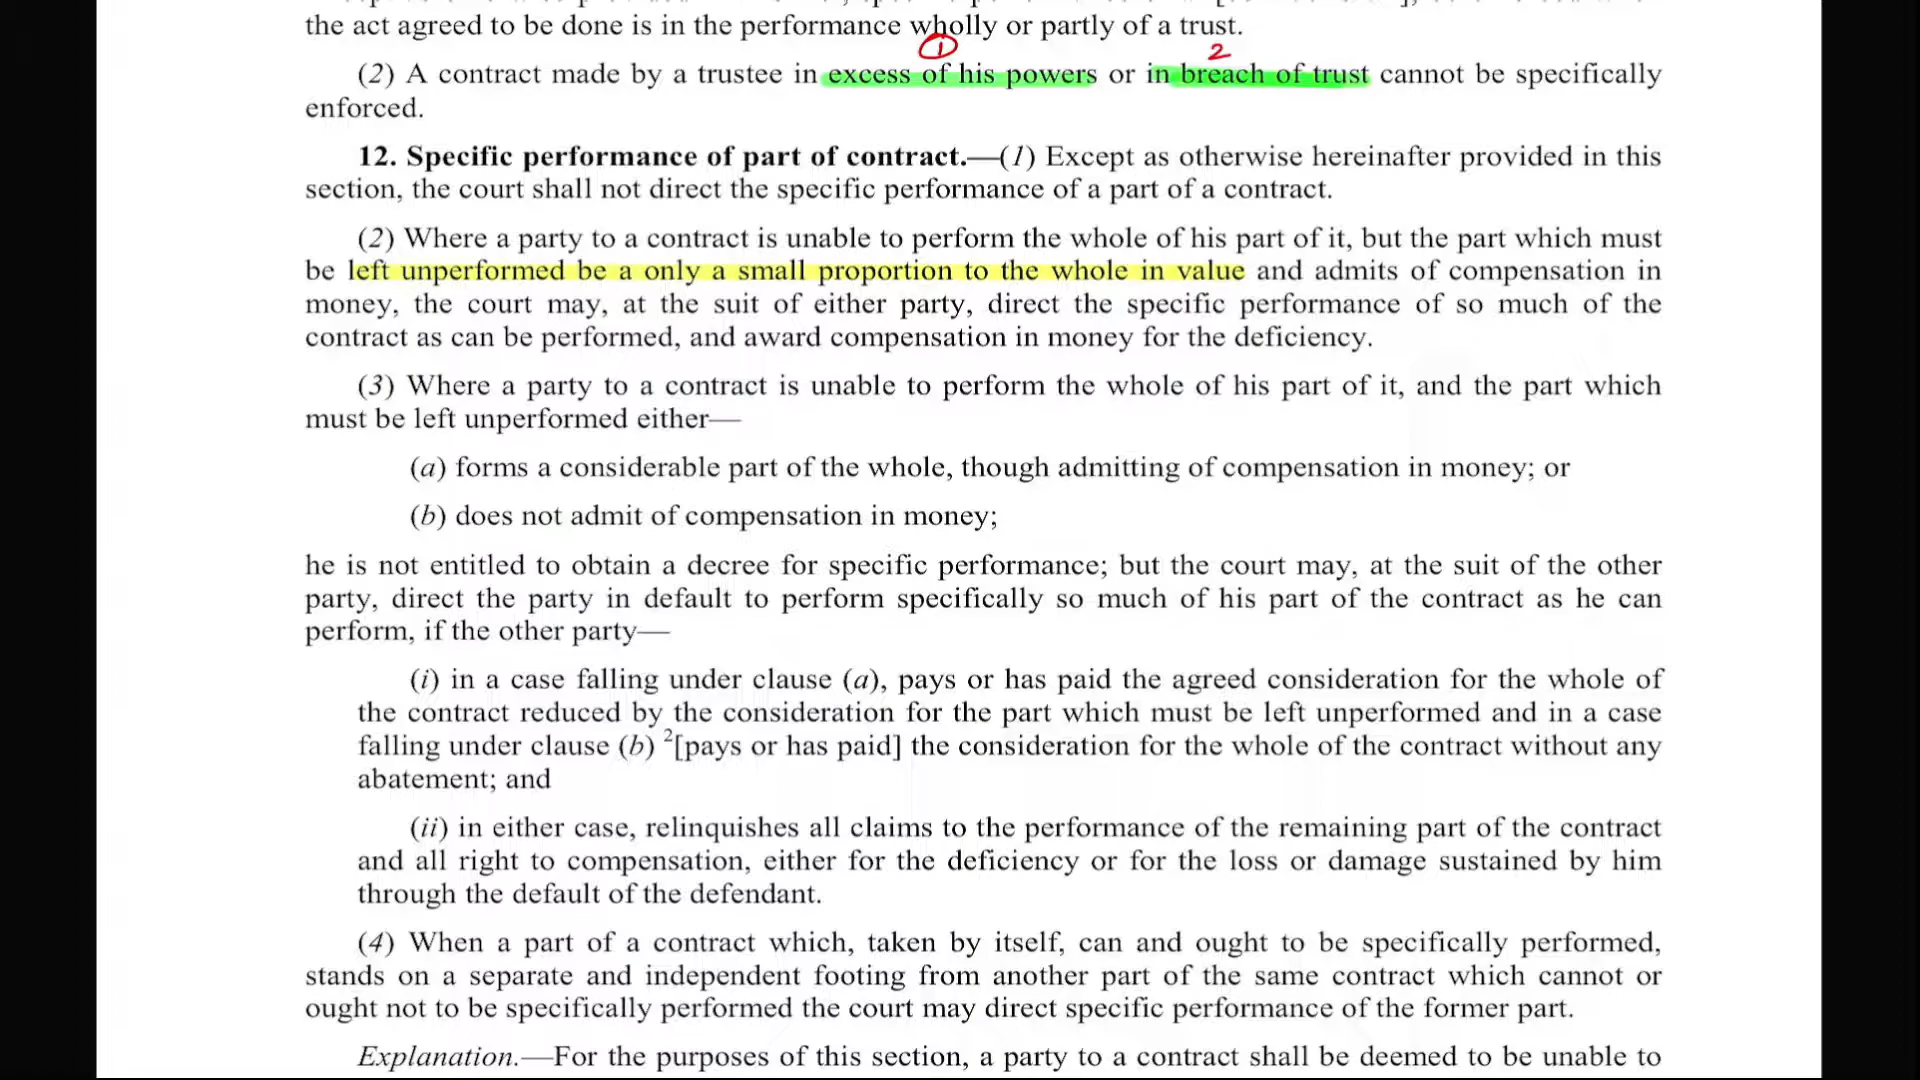 the act agreed to be done is in the performance wholly or partly of a trust.
1 2
(2) A contract made by a trustee in excess of his powers or in breach of trust cannot be specifically
enforced.
12. Specific performance of part of contract.—(1) Except as otherwise hereinafter provided in this
section, the court shall not direct the specific performance of a part of a contract.
(2) Where a party to a contract is unable to perform the whole of his part of it, but the part which must
be left unperformed be a only a small proportion to the whole in value and admits of compensation in
money, the court may, at the suit of either party, direct the specific performance of so much of the
contract as can be performed, and award compensation in money for the deficiency.
(3) Where a party to a contract is unable to perform the whole of his part of it, and the part which
must be left unperformed either—
(a) forms a considerable part of the whole, though admitting of compensation in money; or
(b) does not admit of compensation in money;
he is not entitled to obtain a decree for specific performance; but the court may, at the suit of the other
party, direct the party in default to perform specifically so much of his part of the contract as he can
perform, if the other party—
(i) in a case falling under clause (a), pays or has paid the agreed consideration for the whole of
the contract reduced by the consideration for the part which must be left unperformed and in a case
falling under clause (b) 2[pays or has paid] the consideration for the whole of the contract without any
abatement; and
(ii) in either case, relinquishes all claims to the performance of the remaining part of the contract
and all right to compensation, either for the deficiency or for the loss or damage sustained by him
through the default of the defendant.
(4) When a part of a contract which, taken by itself, can and ought to be specifically performed,
stands on a separate and independent footing from another part of the same contract which cannot or
ought not to be specifically performed the court may direct specific performance of the former part.
Explanation.—For the purposes of this section, a party to a contract shall be deemed to be unable to